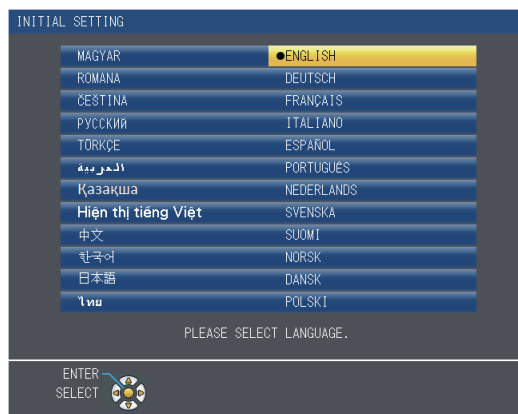 INITIAL SETTING
MAGYAR ●ENGLISH
ROMANA DEUTSCH
ČEŠTINA FRANÇAIS
РУССКИЙ ITALIANO
TÜRKÇE ESPAÑOL
العربية PORTUGUÊS
Қазақша NEDERLANDS
Hiện thị tiếng Việt SVENSKA
中文 SUOMI
한국어 NORSK
日本語 DANSK
ไทย POLSKI
PLEASE SELECT LANGUAGE.
ENTER
SELECT